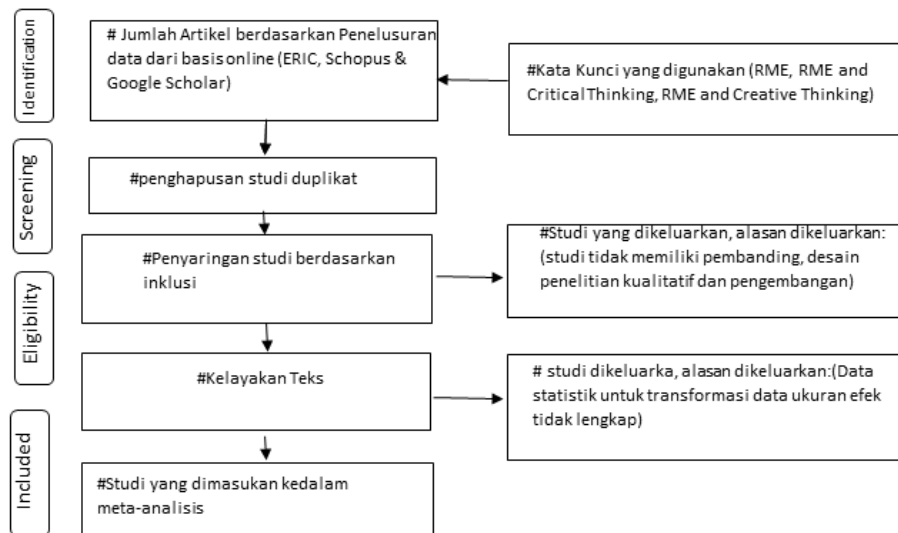 Identification
# Jumlah Artikel berdasarkan Penelusuran
data dari basis online (ERIC, Schopus &
Google Scholar)
#Kata Kunci yang digunakan (RME, RME and
Critical Thinking, RME and Creative Thinking)
Screening
#penghapusan studi duplikat
#Penyaringan studi berdasarkan
inklusi
#Studi yang dikeluarkan, alasan dikeluarkan:
(studi tidak memiliki pembanding, desain
penelitian kualitatif dan pengembangan)
Eligibility
#Kelayakan Teks
# studi dikeluarka, alasan dikeluarkan:(Data
statistik untuk transformasi data ukuran efek
tidak lengkap)
Included
#Studi yang dimasukan kedalam
meta-analisis